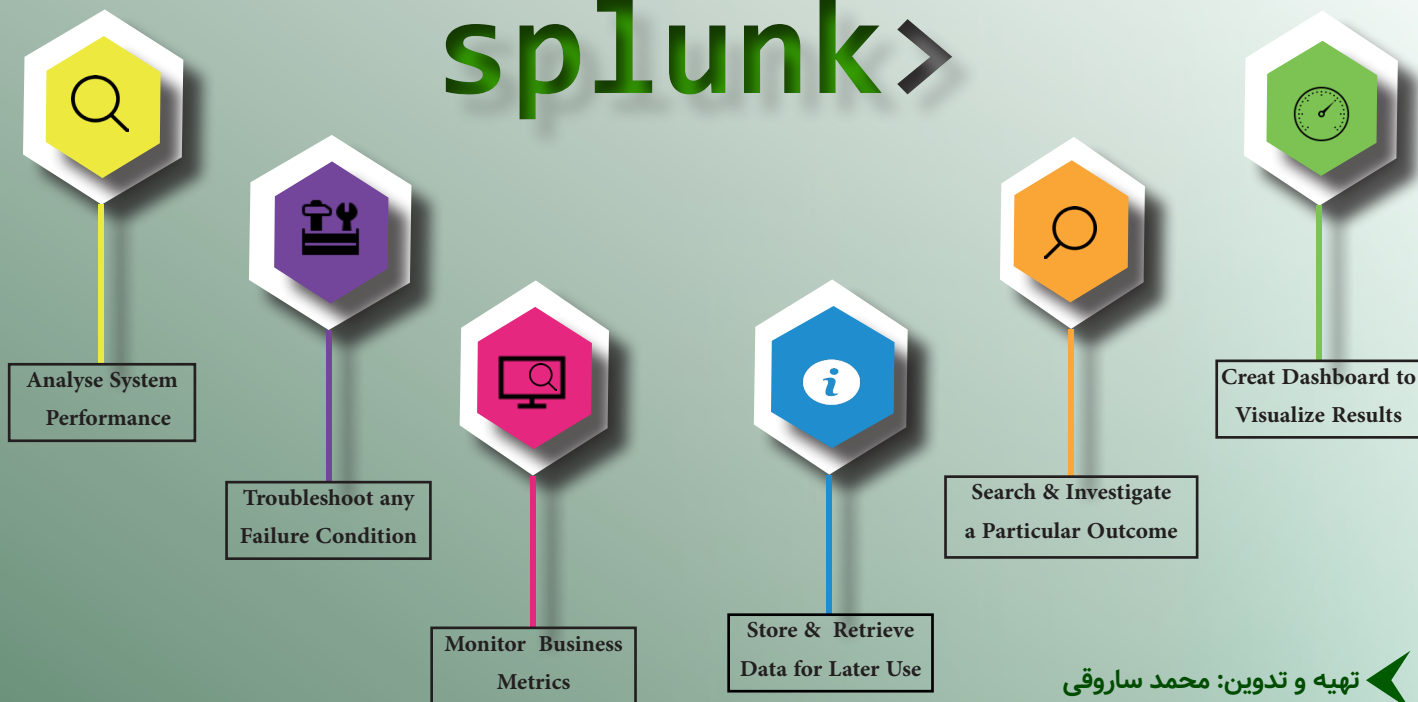 splunk>
Analyse System
Performance
Troubleshoot any
Failure Condition
Monitor Business
Metrics
Store & Retrieve
Data for Later Use
Search & Investigate
a Particular Outcome
Creat Dashboard to
Visualize Results
تهیه و تدوین: محمد ساروقی